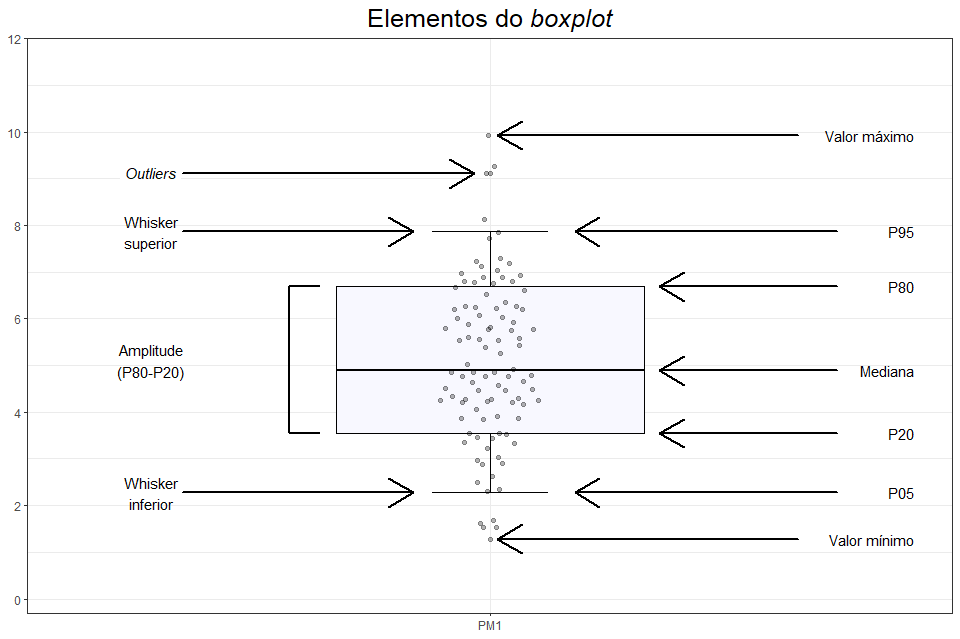 Elementos do boxplot
12
10
8
6
4
2
0
Valor máximo
Outliers
Whisker
superior
P95
P80
Amplitude
(P80-P20)
Mediana
P20
Whisker
inferior
P05
Valor mínimo
PM1